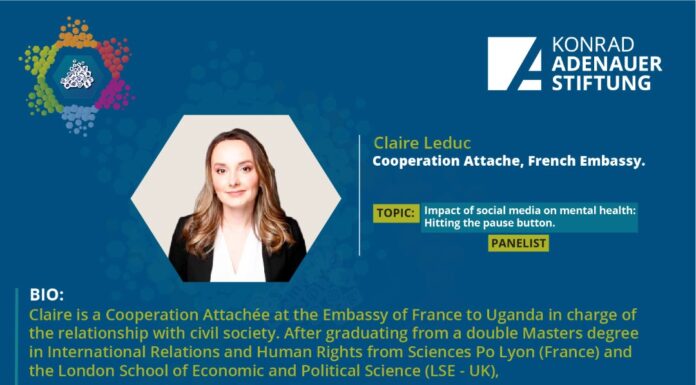 KONRAD
ADENAUER
STIFTUNG
Claire Leduc
Cooperation Attache, French Embassy.
TOPIC: Impact of social media on mental health:
Hitting the pause button.
PANELIST
BIO:
Claire is a Cooperation Attachée at the Embassy of France to Uganda in charge of
the relationship with civil society. After graduating from a double Masters degree
in International Relations and Human Rights from Sciences Po Lyon (France) and
the London School of Economic and Political Science (LSE - UK),